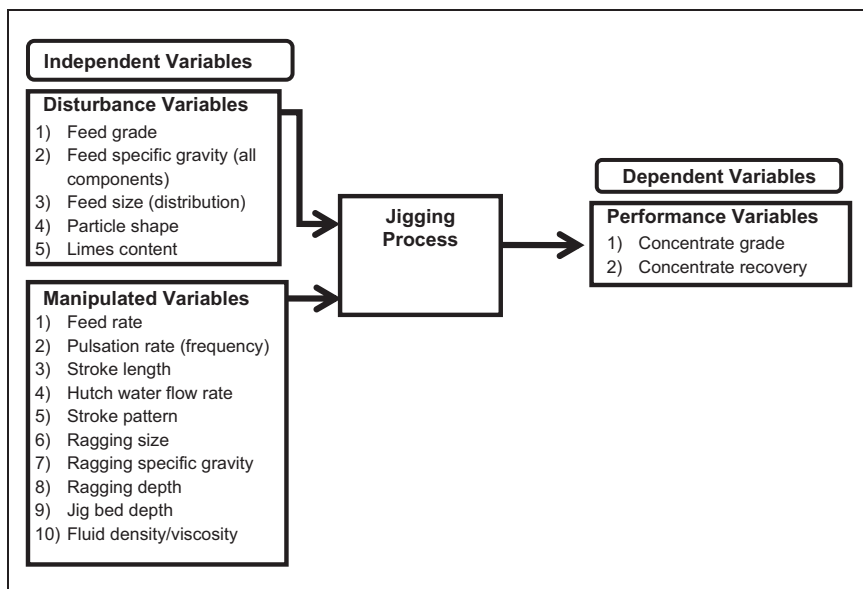 Independent Variables
Disturbance Variables
1) Feed grade
2) Feed specific gravity (all
components)
3) Feed size (distribution)
4) Particle shape
5) Limes content
Manipulated Variables
1) Feed rate
2) Pulsation rate (frequency)
3) Stroke length
4) Hutch water flow rate
5) Stroke pattern
6) Ragging size
7) Ragging specific gravity
8) Ragging depth
9) Jig bed depth
10) Fluid density/viscosity
Jigging
Process
Dependent Variables
Performance Variables
1) Concentrate grade
2) Concentrate recovery